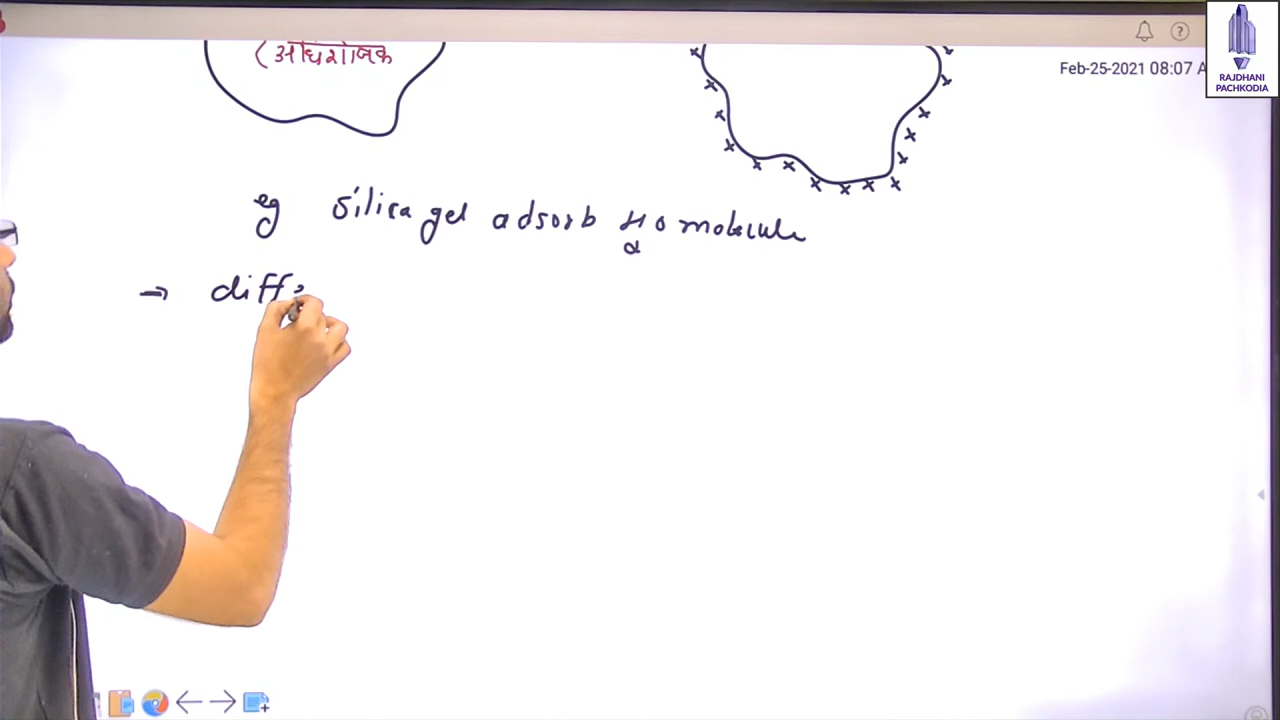 (अधिशोषक
Feb-25-2021 08:07 A
RAJDHANI
PACHKODIA
eg silica gel adsorb H2O molecule
→ diff